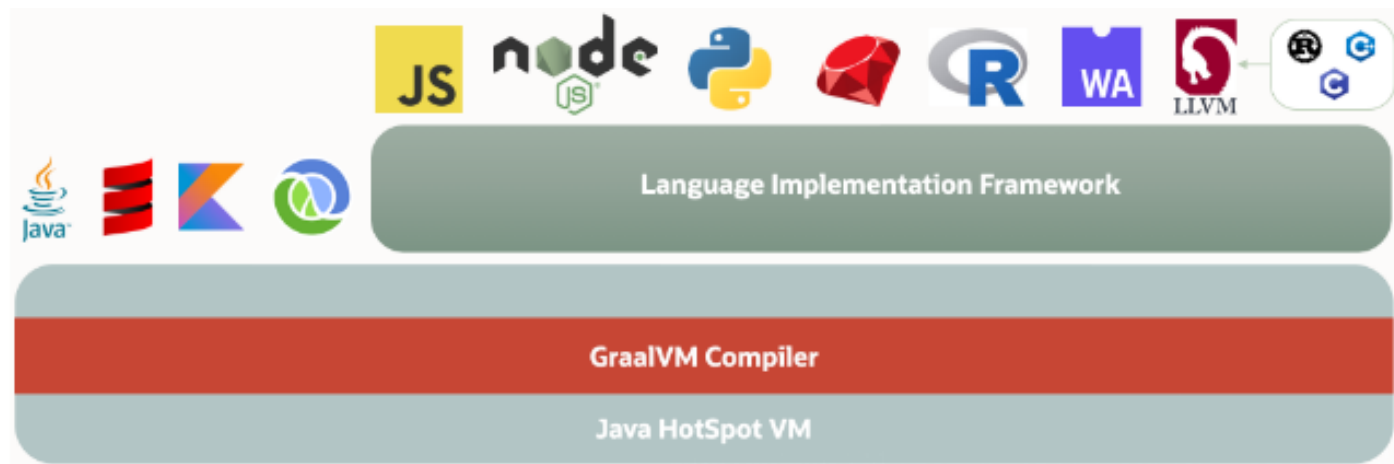 JS
node
JS
R
WA
LLVM
R
C
C
Java
Language Implementation Framework
GraalVM Compiler
Java HotSpot VM